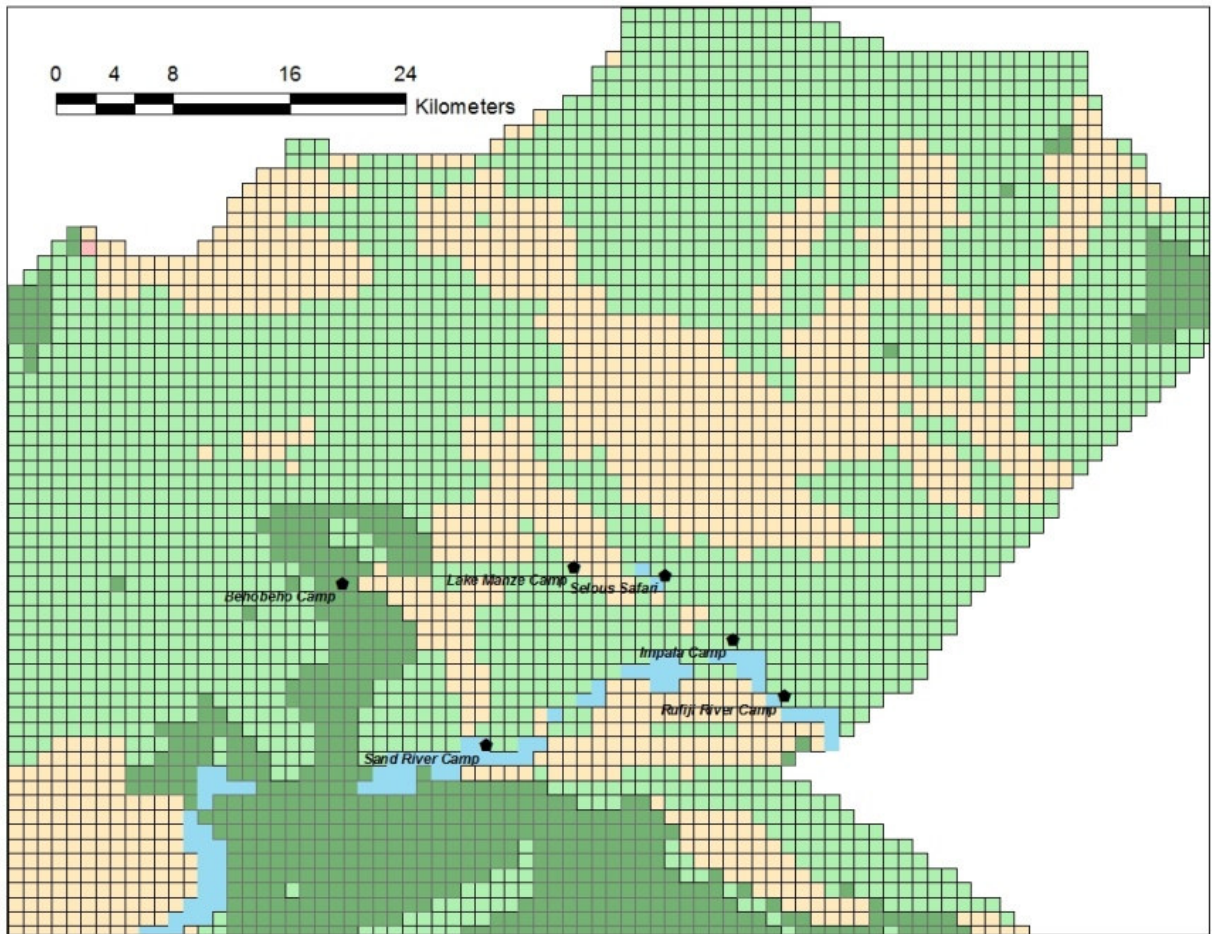 0 4 8 16 24
Kilometers
Lake Manze Camp
Selous Safari
Behobeho Camp
Impala Camp
Rufiji River Camp
Sand River Camp